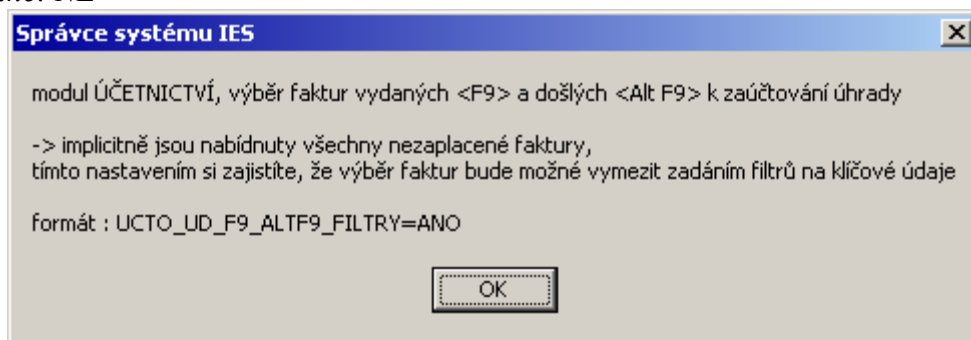 Správce systému IES
modul ÚČETNICTVÍ, výběr faktur vydaných <F9> a došlých <Alt F9> k zaúčtování úhrady
-> implicitně jsou nabídnuty všechny nezaplacené faktury,
tímto nastavením si zajistíte, že výběr faktur bude možné vymezit zadáním filtrů na klíčové údaje
formát : UCTO_UD_F9_ALTF9_FILTRY=ANO
OK